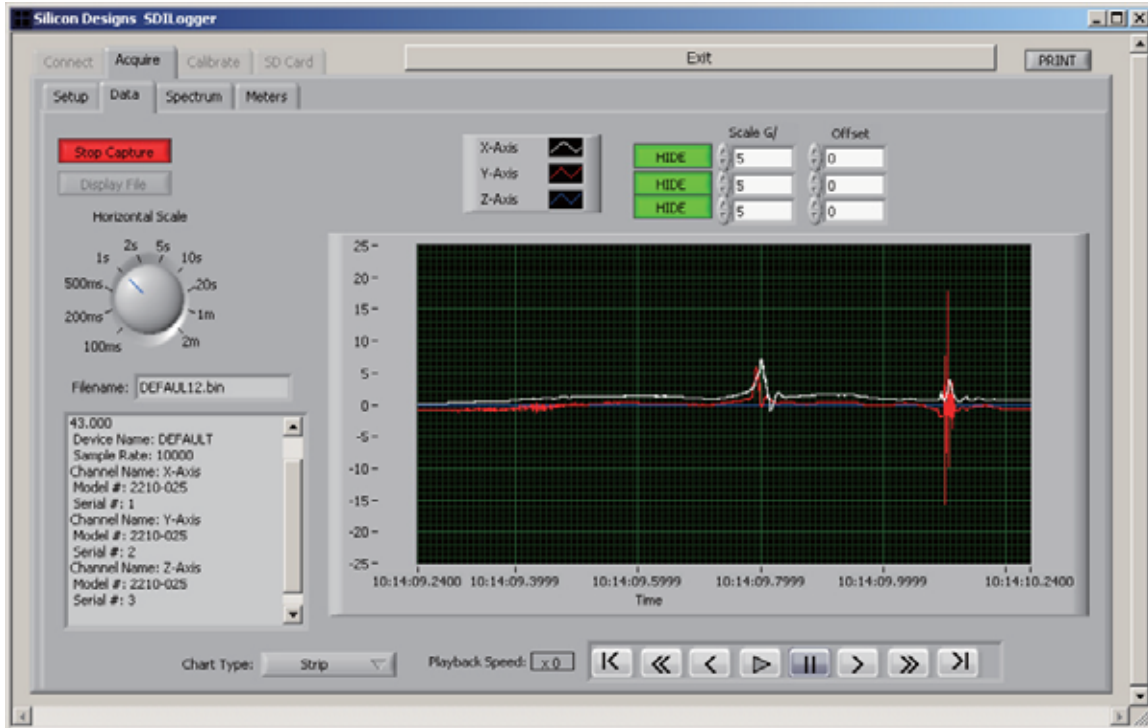 Silicon Designs SDILogger
Connect Acquire Calibrate SD Card Exit PRINT
Setup Data Spectrum Meters
Stop Capture
Display File
Horizontal Scale
100ms 200ms 500ms 1s 2s 5s 10s 20s 1m 2m
Filename: DEFAUL12.bin
43.000
Device Name: DEFAULT
Sample Rate: 10000
Channel Name: X-Axis
Model #: 2210-025
Serial #: 1
Channel Name: Y-Axis
Model #: 2210-025
Serial #: 2
Channel Name: Z-Axis
Model #: 2210-025
Serial #: 3
Scale G/ Offset
X-Axis HIDE 5 0
Y-Axis HIDE 5 0
Z-Axis HIDE 5 0
25-
20-
15-
10-
5-
0-
-5-
-10-
-15-
-20-
-25-
10:14:09.2400 10:14:09.3999 10:14:09.5999 10:14:09.7999 10:14:09.9999 10:14:10.2400
Time
Chart Type: Strip
Playback Speed: x 0